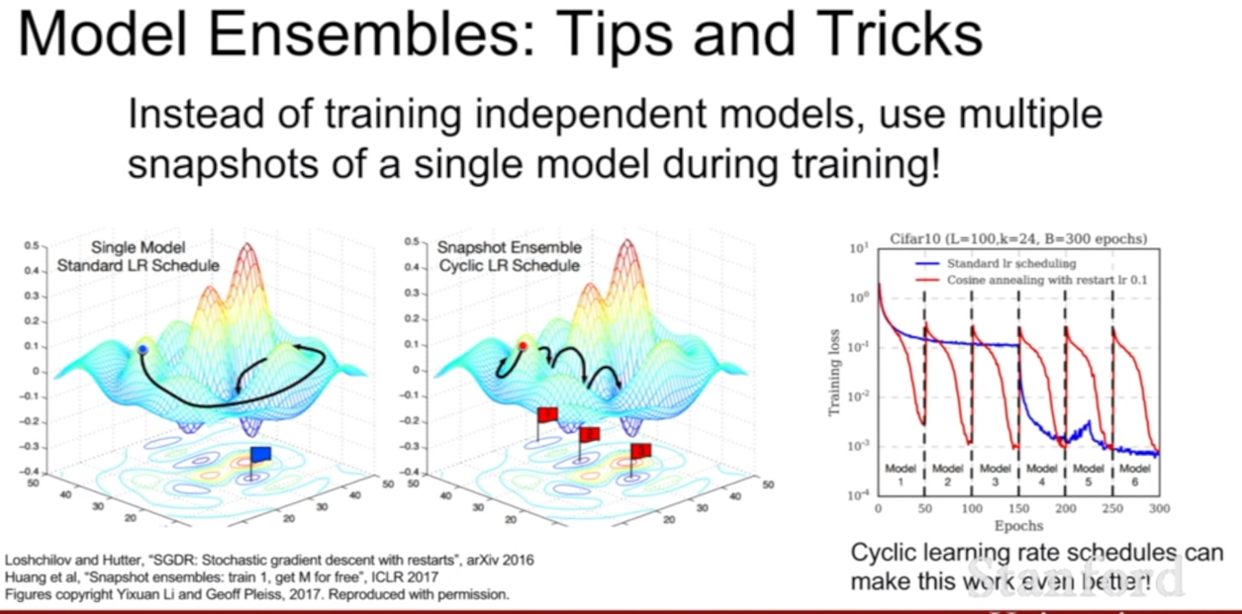 Model Ensembles: Tips and Tricks
Instead of training independent models, use multiple
snapshots of a single model during training!
Single Model
Standard LR Schedule
0.5
0.4
0.3
0.2
0.1
0
−0.1
−0.2
−0.3
−0.4
50
40
30
20
20
30
40
50
Snapshot Ensemble
Cyclic LR Schedule
0.5
0.4
0.3
0.2
0.1
0
−0.1
−0.2
−0.3
−0.4
50
40
30
20
20
30
40
50
Cifar10 (L=100,k=24, B=300 epochs)
Standard lr scheduling
Cosine annealing with restart lr 0.1
Training loss
10¹
10⁰
10⁻¹
10⁻²
10⁻³
10⁻⁴
Model 1
Model 2
Model 3
Model 4
Model 5
Model 6
0 50 100 150 200 250 300
Epochs
Loshchilov and Hutter, "SGDR: Stochastic gradient descent with restarts", arXiv 2016
Huang et al, "Snapshot ensembles: train 1, get M for free", ICLR 2017
Figures copyright Yixuan Li and Geoff Pleiss, 2017. Reproduced with permission.
Cyclic learning rate schedules can
make this work even better!
Stanford